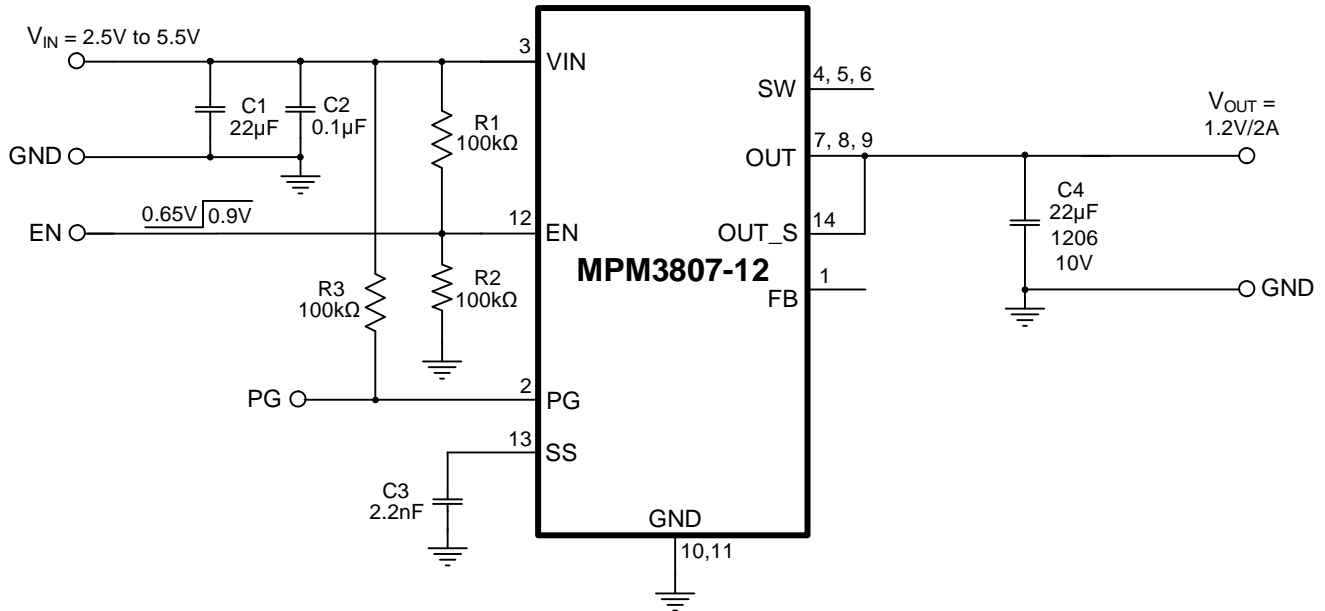 V_IN = 2.5V to 5.5V
3
VIN
C1
22µF
C2
0.1µF
R1
100kΩ
GND
SW
4, 5, 6
OUT
7, 8, 9
V_OUT =
1.2V/2A
EN
0.65V
0.9V
12
EN
OUT_S
14
C4
22µF
1206
10V
MPM3807-12
R3
100kΩ
R2
100kΩ
FB
1
GND
PG
2
PG
13
SS
C3
2.2nF
GND
10,11